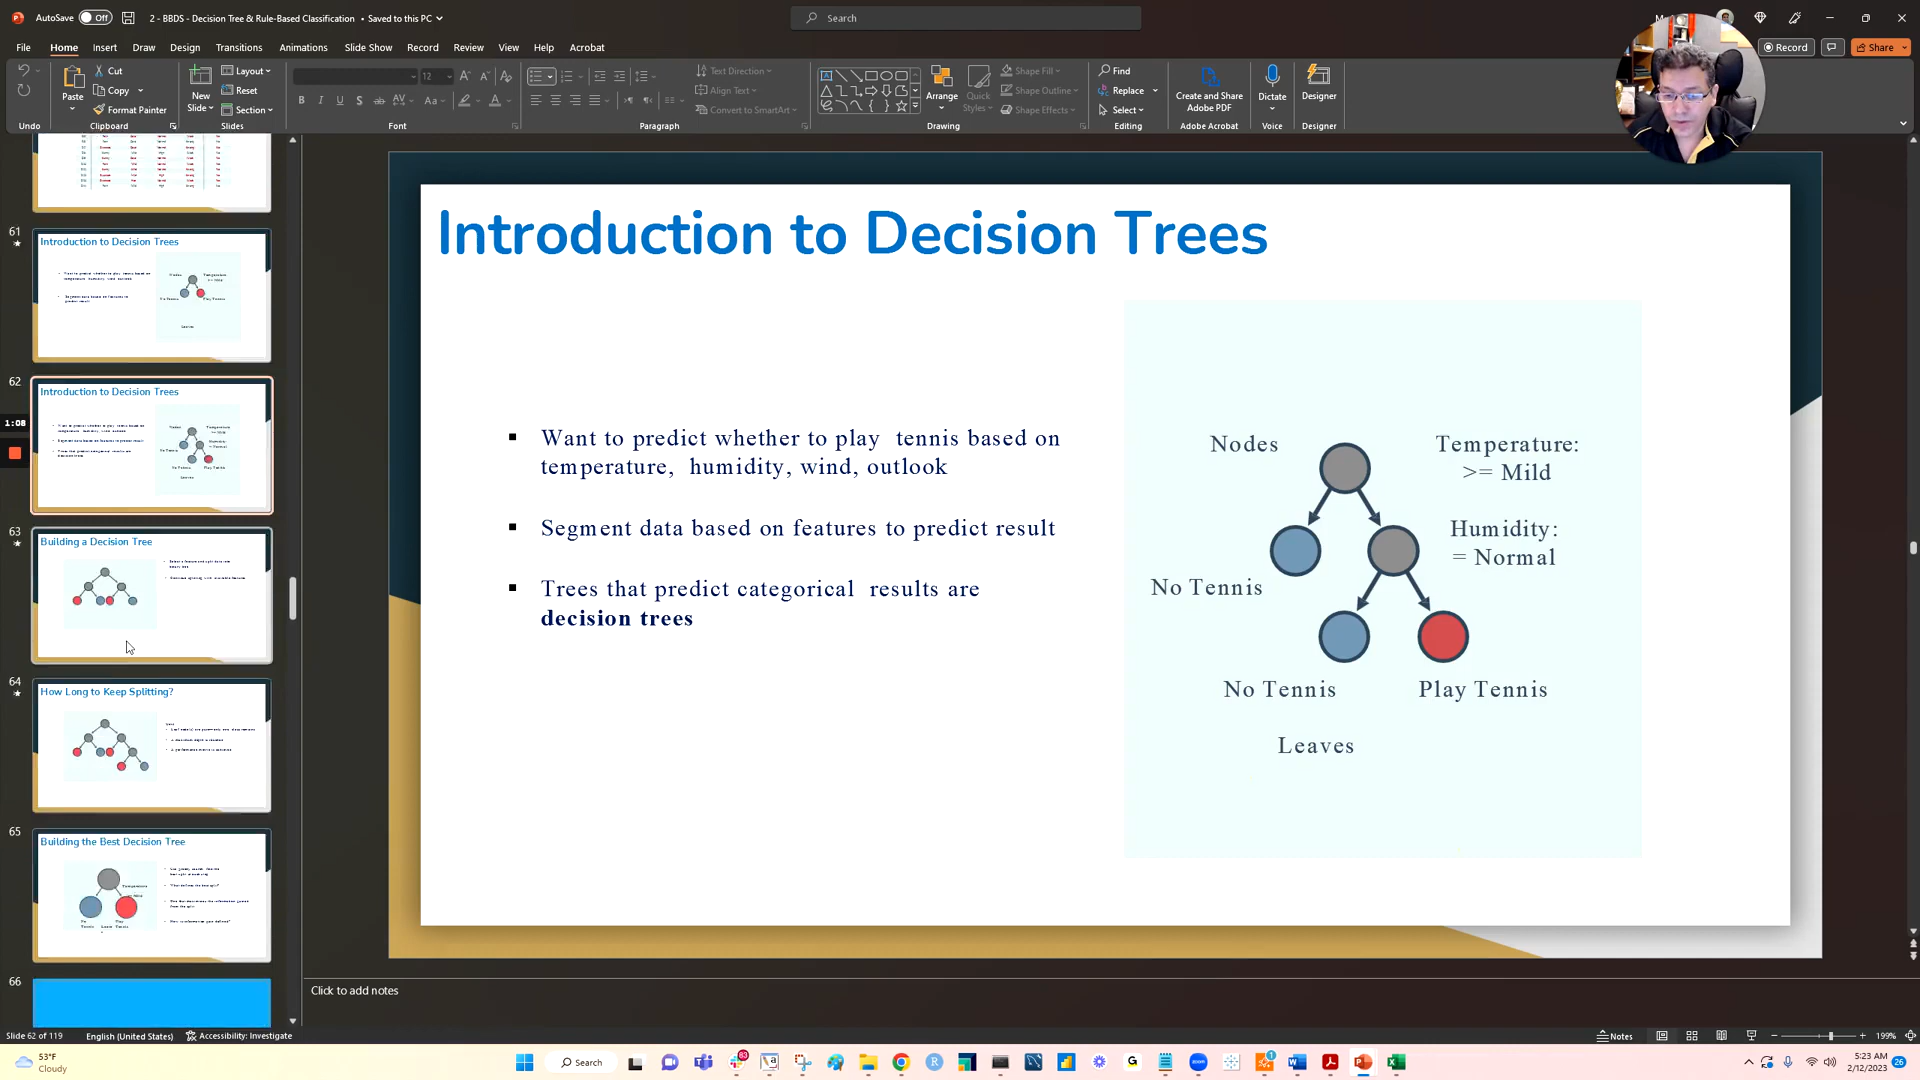 AutoSave
Off
2 - BBDS - Decision Tree & Rule-Based Classification • Saved to this PC
Search
File
Home
Insert
Draw
Design
Transitions
Animations
Slide Show
Record
Review
View
Help
Acrobat
Record
Share
Paste
Cut
Copy
Format Painter
New
Slide
Layout
Reset
Section
12
Text Direction
Align Text
Convert to SmartArt
Arrange
Quick
Styles
Shape Fill
Shape Outline
Shape Effects
Find
Replace
Select
Create and Share
Adobe PDF
Dictate
Designer
Undo
Clipboard
Slides
Font
Paragraph
Drawing
Editing
Adobe Acrobat
Voice
Designer
61
Introduction to Decision Trees
62
Introduction to Decision Trees
1:08
63
Building a Decision Tree
64
How Long to Keep Splitting?
65
Building the Best Decision Tree
66
Introduction to Decision Trees
▪ Want to predict whether to play tennis based on
temperature, humidity, wind, outlook
▪ Segment data based on features to predict result
▪ Trees that predict categorical results are
decision trees
Nodes
Temperature:
>= Mild
Humidity:
= Normal
No Tennis
No Tennis
Play Tennis
Leaves
Click to add notes
Slide 62 of 119
English (United States)
Accessibility: Investigate
Notes
199%
53°F
Cloudy
Search
83
1
5:23 AM
2/12/2023
26